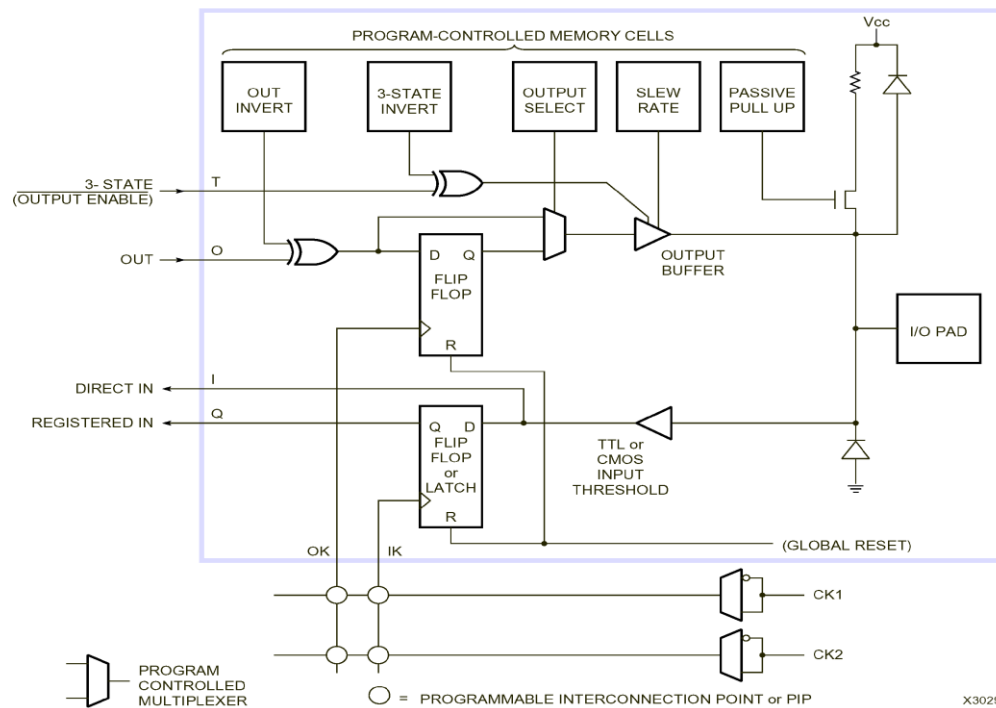 Vcc
PROGRAM-CONTROLLED MEMORY CELLS
OUT
INVERT
3-STATE
INVERT
OUTPUT
SELECT
SLEW
RATE
PASSIVE
PULL UP
3- STATE
(OUTPUT ENABLE)
T
OUT
O
D Q
FLIP
FLOP
R
OUTPUT
BUFFER
I/O PAD
DIRECT IN
I
REGISTERED IN
Q
Q D
FLIP
FLOP
or
LATCH
R
TTL or
CMOS
INPUT
THRESHOLD
OK
IK
(GLOBAL RESET)
CK1
CK2
PROGRAM
CONTROLLED
MULTIPLEXER
= PROGRAMMABLE INTERCONNECTION POINT or PIP
X3029